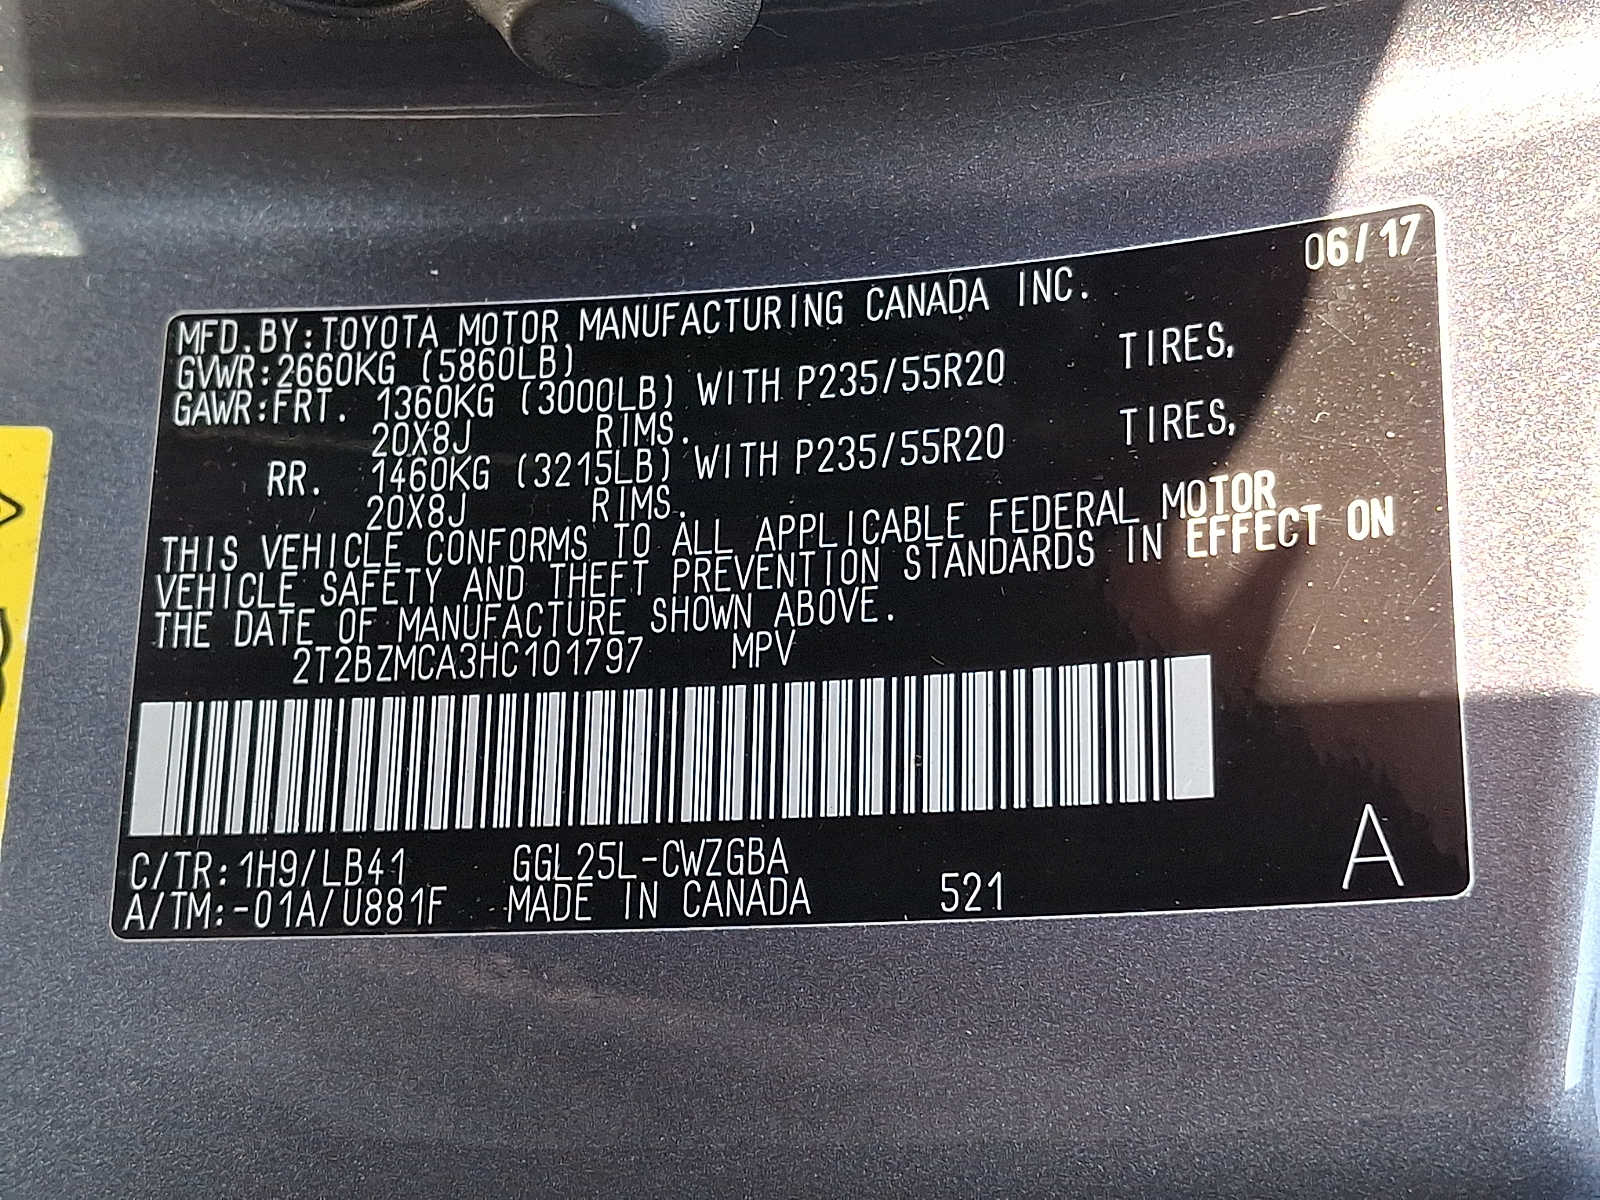 06/17
MFD.BY:TOYOTA MOTOR MANUFACTURING CANADA INC.
GVWR:2660KG (5860LB)
GAWR:FRT. 1360KG (3000LB) WITH P235/55R20 TIRES,
20X8J RIMS.
RR. 1460KG (3215LB) WITH P235/55R20 TIRES,
20X8J RIMS.
THIS VEHICLE CONFORMS TO ALL APPLICABLE FEDERAL MOTOR
VEHICLE SAFETY AND THEFT PREVENTION STANDARDS IN EFFECT ON
THE DATE OF MANUFACTURE SHOWN ABOVE.
2T2BZMCA3HC101797 MPV
C/TR:1H9/LB41 GGL25L-CWZGBA
A/TM:-01A/U881F MADE IN CANADA 521 A